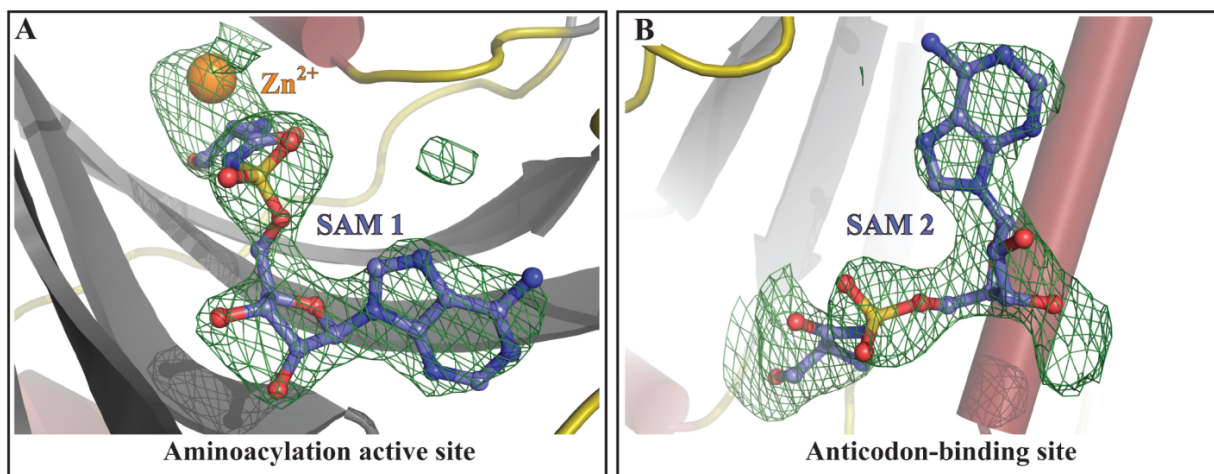 A
Zn2+
SAM 1
Aminoacylation active site
B
SAM 2
Anticodon-binding site